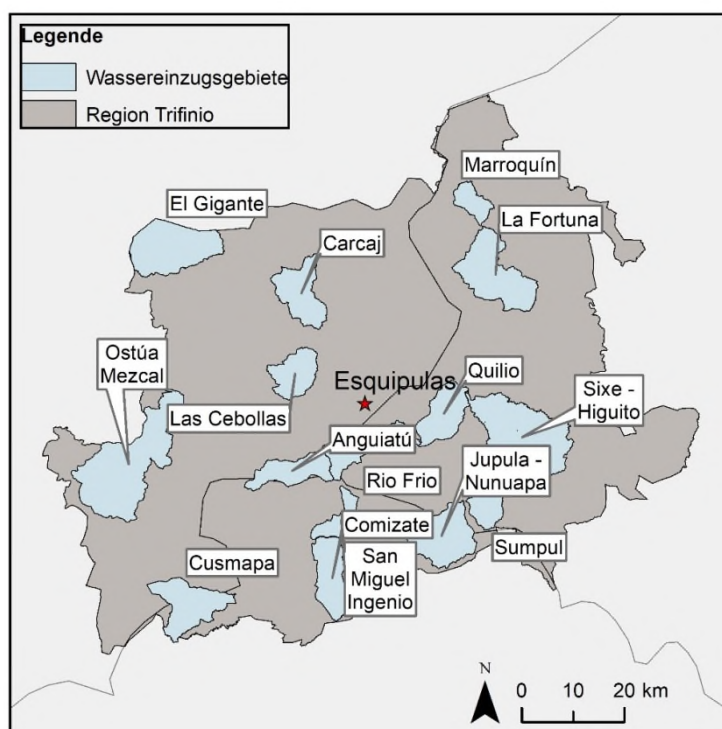 Legende
Wassereinzugsgebiete
Region Trifinio
Marroquín
El Gigante
La Fortuna
Carcaj
Ostúa
Mezcal
Quilio
Esquipulas
Sixe -
Higuito
Las Cebollas
Anguiatú
Jupula -
Nunuapa
Rio Frio
Comizate
Sumpul
San
Miguel
Ingenio
Cusmapa
N
0 10 20 km